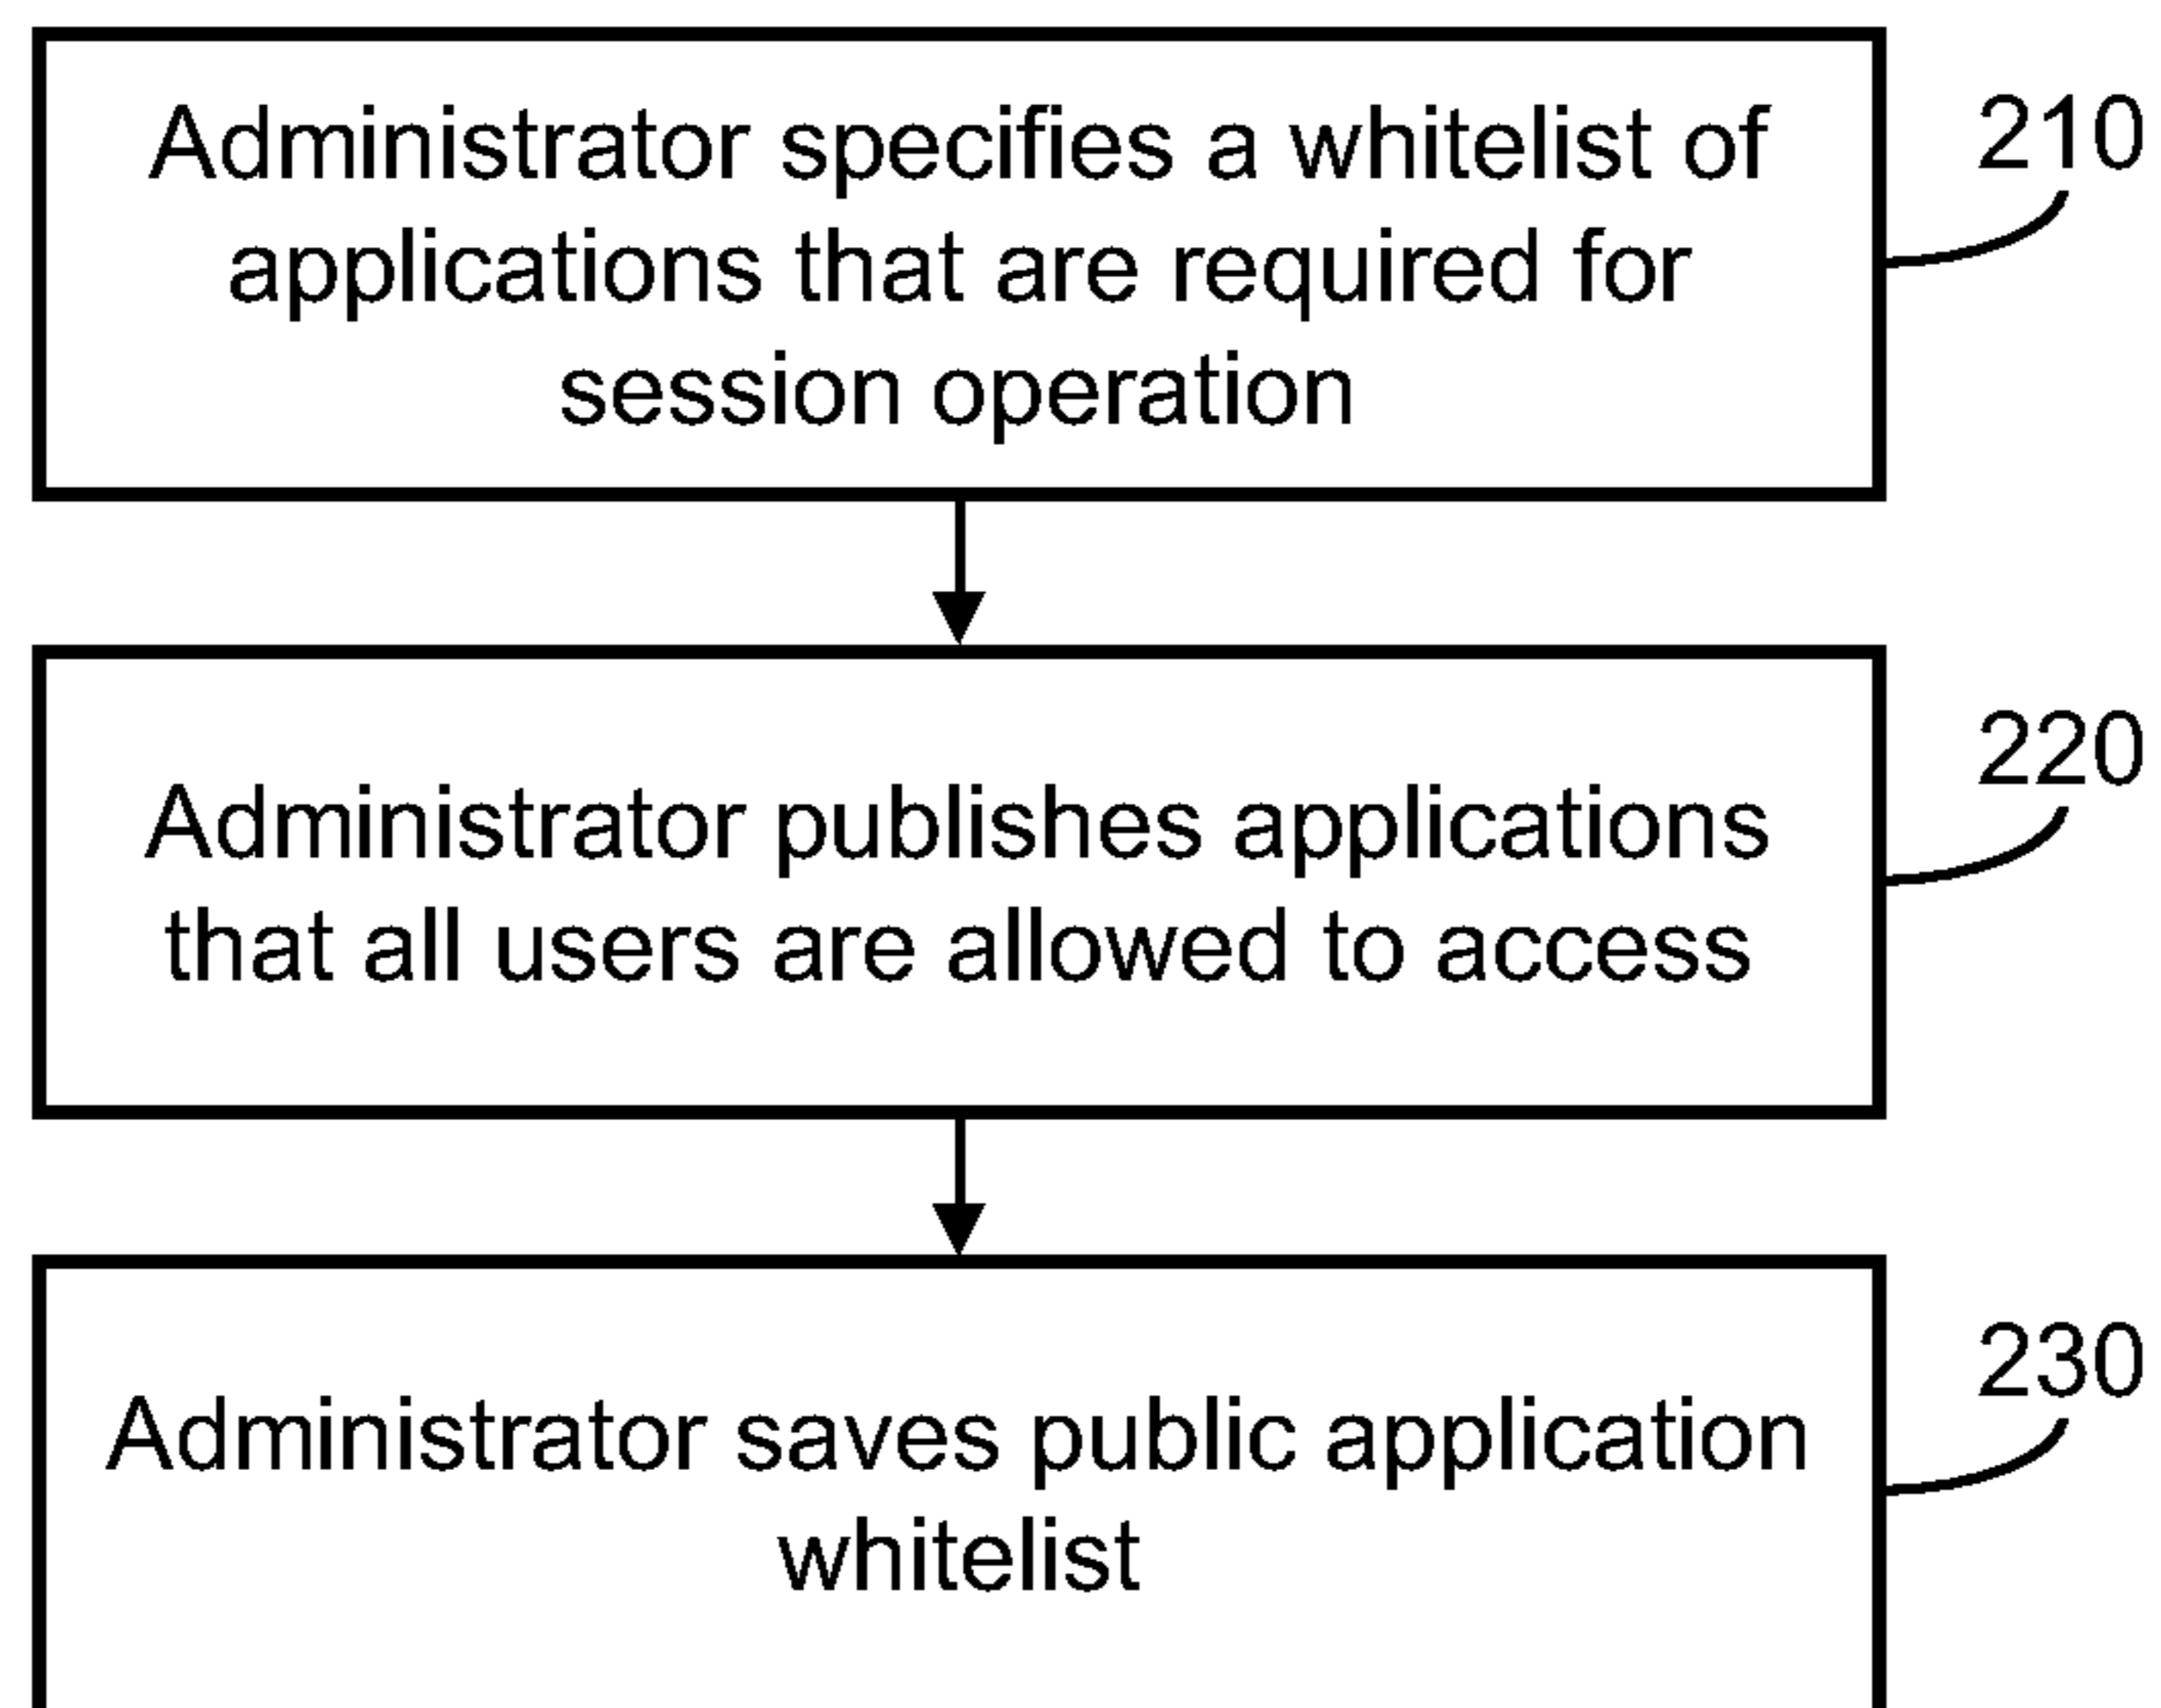 Administrator specifies a whitelist of
applications that are required for
session operation
210
Administrator publishes applications
that all users are allowed to access
220
Administrator saves public application
whitelist
230